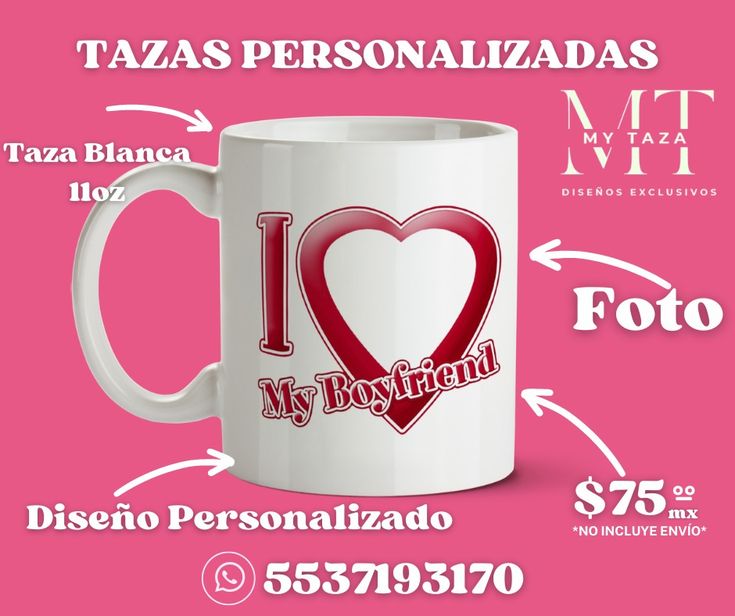 TAZAS PERSONALIZADAS
MT
MY TAZA
DISEÑOS EXCLUSIVOS
Taza Blanca
11oz
I
My Boyfriend
Foto
Diseño Personalizado
$75.00 mx
*NO INCLUYE ENVÍO*
5537193170